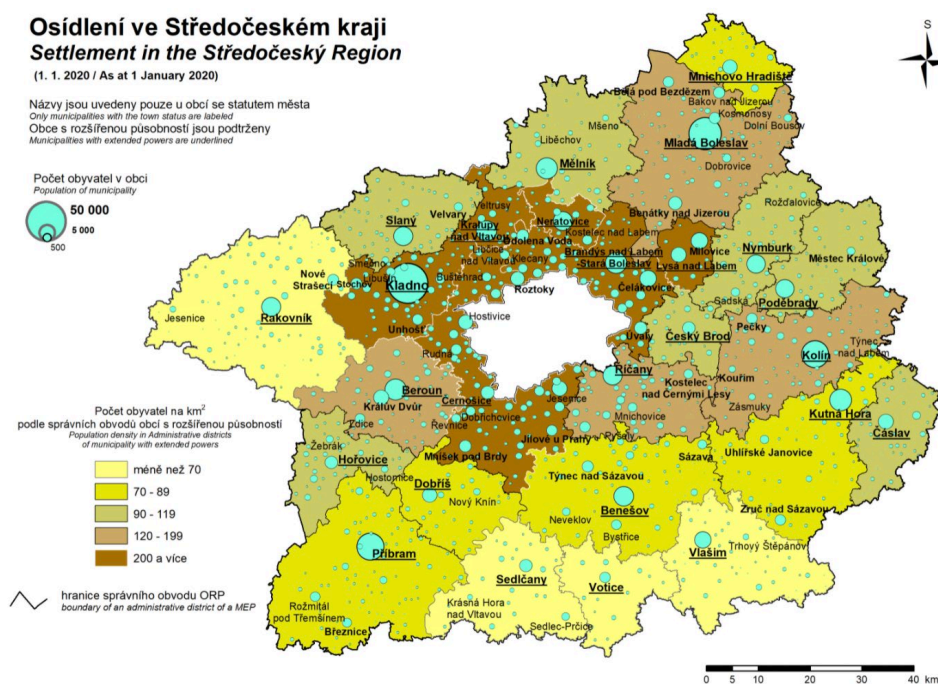 Osídlení ve Středočeském kraji
Settlement in the Středočeský Region
(1. 1. 2020 / As at 1 January 2020)
Názvy jsou uvedeny pouze u obcí se statutem města
Only municipalities with the town status are labeled
Obce s rozšířenou působností jsou podtrženy
Municipalities with extended powers are underlined
Počet obyvatel v obci
Population of municipality
50 000
5 000
500
S
Mnichovo Hradiště
Bělá pod Bezdězem
Bakov nad Jizerou
Kosmonosy
Dolní Bousov
Mladá Boleslav
Mšeno
Liběchov
Mělník
Dobrovice
Rožďalovice
Veltrusy
Velvary
Slaný
Kralupy
nad Vltavou
Neratovice
Kostelec nad Labem
Benátky nad Jizerou
Odolena Voda
Libčice
nad Vltavou
Klecany
Brandýs nad Labem
-Stará Boleslav
Milovice
Lysá nad Labem
Nymburk
Městec Králové
Smečno
Libušín
Buštěhrad
Nové
Strašecí
Stochov
Kladno
Roztoky
Čelákovice
Sadská
Poděbrady
Jesenice
Rakovník
Hostivice
Unhošť
Úvaly
Český Brod
Pečky
Kolín
Týnec
nad Labem
Rudná
Beroun
Králův Dvůr
Černošice
Říčany
Jesenice
Kostelec
nad Černými Lesy
Kouřim
Zásmuky
Kutná Hora
Čáslav
Zdice
Řevnice
Dobřichovice
Mnichovice
Žebrák
Hořovice
Hostomice
Mníšek pod Brdy
Jílové u Prahy
Sázava
Uhlířské Janovice
Dobříš
Nový Knín
Týnec nad Sázavou
Benešov
Neveklov
Bystřice
Zruč nad Sázavou
Příbram
Vlašim
Trhový Štěpánov
Sedlčany
Votice
Krásná Hora
nad Vltavou
Sedlec-Prčice
Rožmitál
pod Třemšínem
Březnice
Počet obyvatel na km²
podle správních obvodů obcí s rozšířenou působností
Population density in Administrative districts
of municipality with extended powers
méně než 70
70 - 89
90 - 119
120 - 199
200 a více
hranice správního obvodu ORP
boundary of an administrative district of a MEP
0 5 10 20 30 40
km